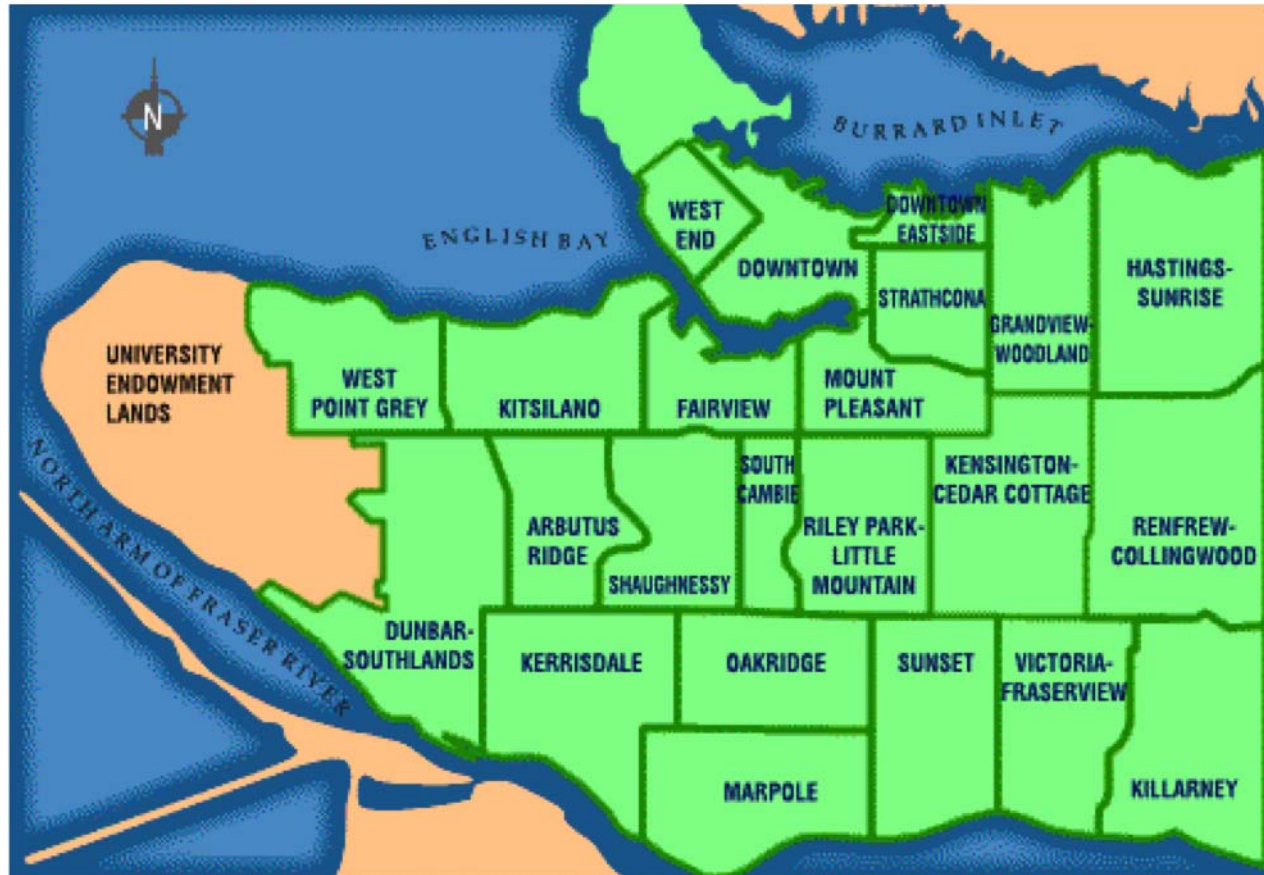 N
BURRARD INLET
ENGLISH BAY
WEST
END
DOWNTOWN
DOWNTOWN
EASTSIDE
STRATHCONA
GRANDVIEW-
WOODLAND
HASTINGS-
SUNRISE
UNIVERSITY
ENDOWMENT
LANDS
WEST
POINT GREY
KITSILANO
FAIRVIEW
MOUNT
PLEASANT
NORTH ARM OF FRASER RIVER
DUNBAR-
SOUTHLANDS
ARBUTUS
RIDGE
SHAUGHNESSY
SOUTH
CAMBIE
RILEY PARK-
LITTLE
MOUNTAIN
KENSINGTON-
CEDAR COTTAGE
RENFREW-
COLLINGWOOD
KERRISDALE
OAKRIDGE
SUNSET
VICTORIA-
FRASERVIEW
MARPOLE
KILLARNEY